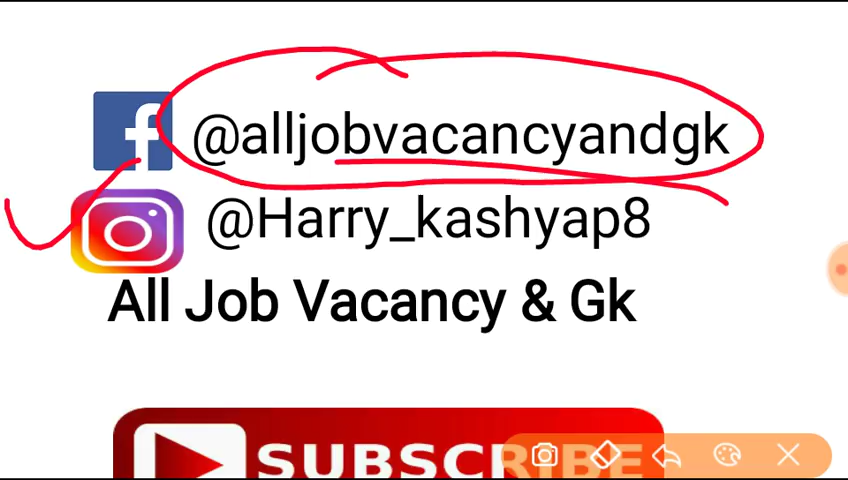 @alljobvacancyandgk
@Harry_kashyap8
All Job Vacancy & Gk
SUBSCRIBE